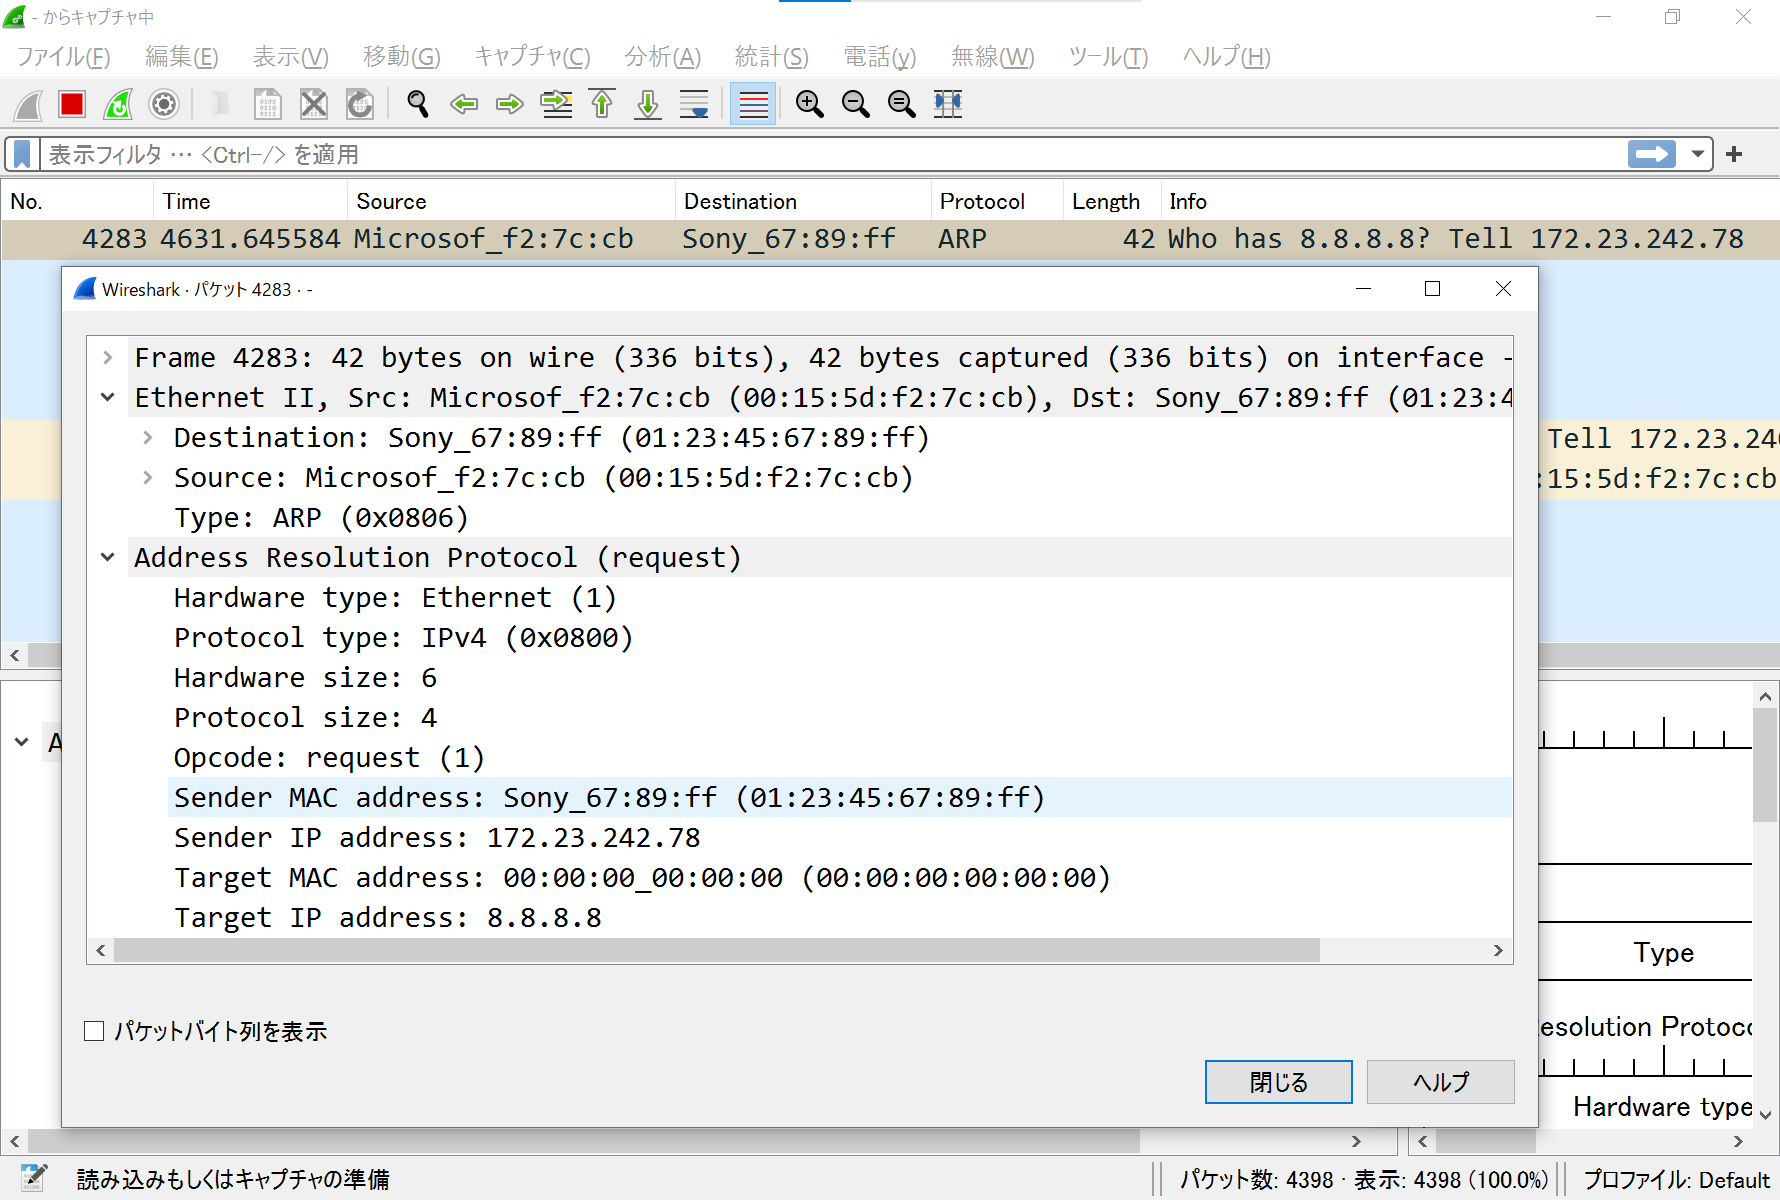 - からキャプチャ中
ファイル(F) 編集(E) 表示(V) 移動(G) キャプチャ(C) 分析(A) 統計(S) 電話(y) 無線(W) ツール(T) ヘルプ(H)
表示フィルタ … <Ctrl-/> を適用
No. Time Source Destination Protocol Length Info
4283 4631.645584 Microsof_f2:7c:cb Sony_67:89:ff ARP 42 Who has 8.8.8.8? Tell 172.23.242.78
Wireshark · パケット 4283 · -
Frame 4283: 42 bytes on wire (336 bits), 42 bytes captured (336 bits) on interface -
Ethernet II, Src: Microsof_f2:7c:cb (00:15:5d:f2:7c:cb), Dst: Sony_67:89:ff (01:23:4
Destination: Sony_67:89:ff (01:23:45:67:89:ff)
Tell 172.23.24
Source: Microsof_f2:7c:cb (00:15:5d:f2:7c:cb)
:15:5d:f2:7c:cb
Type: ARP (0x0806)
Address Resolution Protocol (request)
Hardware type: Ethernet (1)
Protocol type: IPv4 (0x0800)
Hardware size: 6
Protocol size: 4
Opcode: request (1)
Sender MAC address: Sony_67:89:ff (01:23:45:67:89:ff)
Sender IP address: 172.23.242.78
Target MAC address: 00:00:00_00:00:00 (00:00:00:00:00:00)
Target IP address: 8.8.8.8
Type
esolution Protoco
Hardware type
パケットバイト列を表示
閉じる ヘルプ
読み込みもしくはキャプチャの準備
パケット数: 4398 · 表示: 4398 (100.0%)
プロファイル: Default